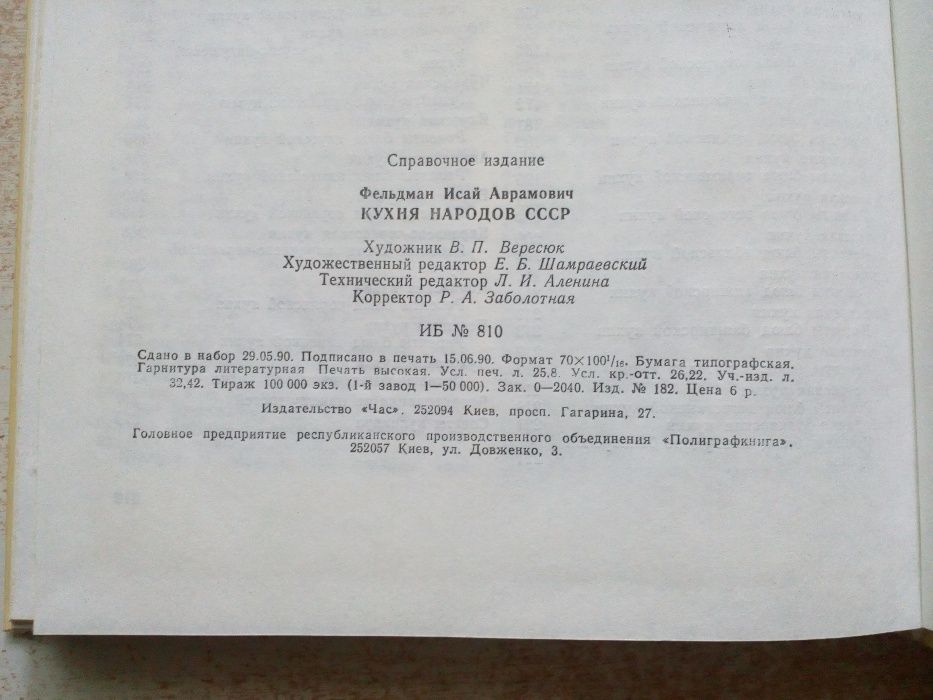 Справочное издание
Фельдман Исай Аврамович
КУХНЯ НАРОДОВ СССР
Художник В. П. Вересюк
Художественный редактор Е. Б. Шамраевский
Технический редактор Л. И. Аленина
Корректор Р. А. Заболотная
ИБ № 810
Сдано в набор 29.05.90. Подписано в печать 15.06.90. Формат 70×100¹/₁₆. Бумага типографская.
Гарнитура литературная Печать высокая. Усл. печ. л. 25,8. Усл. кр.-отт. 26,22. Уч.-изд. л.
32,42. Тираж 100 000 экз. (1-й завод 1—50 000). Зак. 0—2040. Изд. № 182. Цена 6 р.
Издательство «Час». 252094 Киев, просп. Гагарина, 27.
Головное предприятие республиканского производственного объединения «Полиграфкнига».
252057 Киев, ул. Довженко, 3.